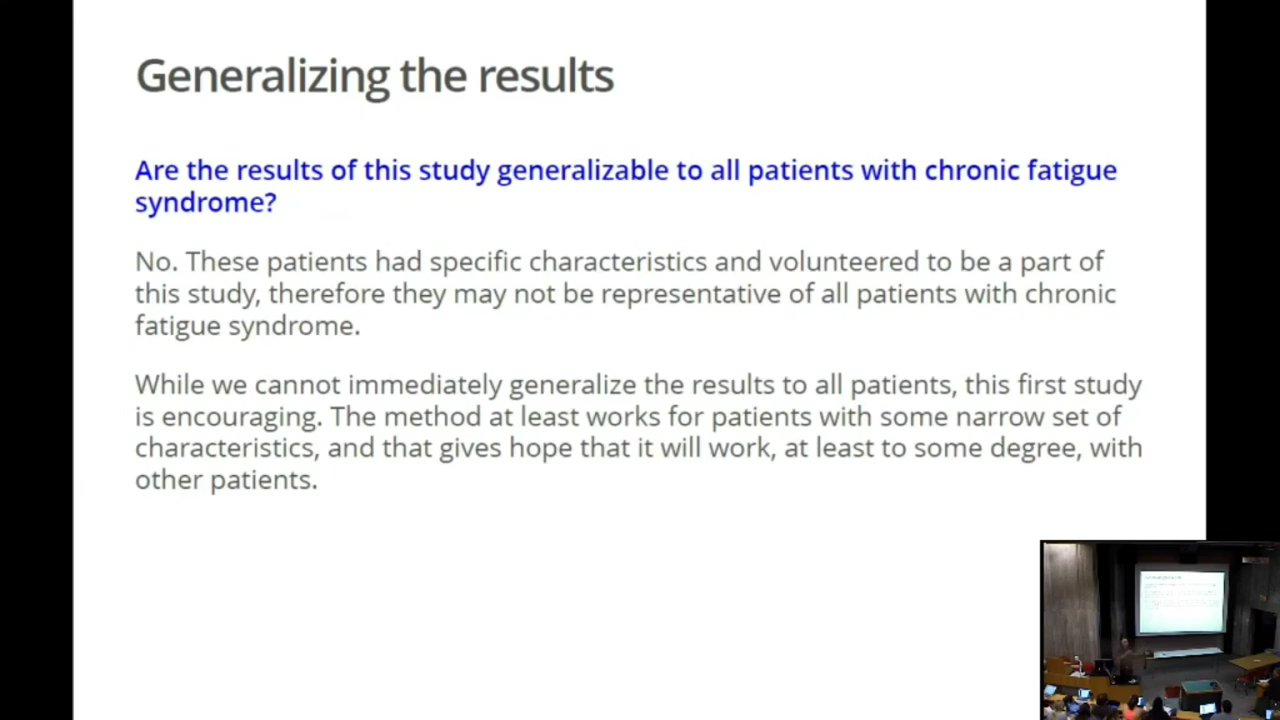 Generalizing the results
Are the results of this study generalizable to all patients with chronic fatigue
syndrome?
No. These patients had specific characteristics and volunteered to be a part of
this study, therefore they may not be representative of all patients with chronic
fatigue syndrome.
While we cannot immediately generalize the results to all patients, this first study
is encouraging. The method at least works for patients with some narrow set of
characteristics, and that gives hope that it will work, at least to some degree, with
other patients.